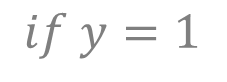 if y = 1